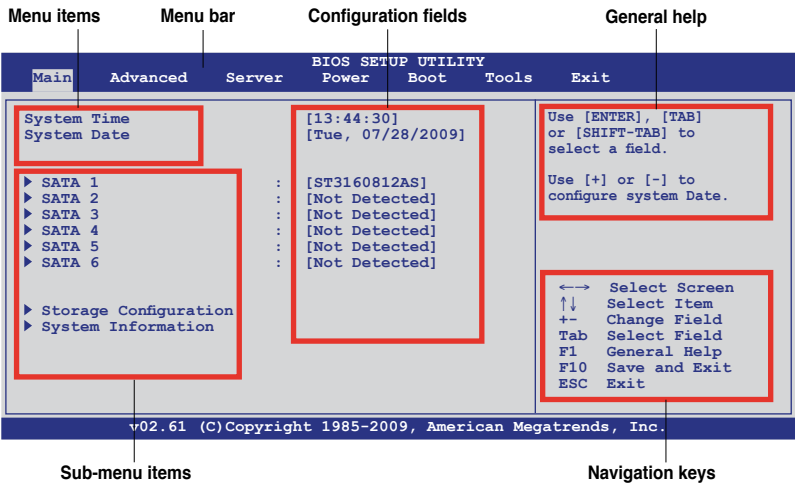 Menu items Menu bar Configuration fields General help
BIOS SETUP UTILITY
Main Advanced Server Power Boot Tools Exit
System Time [13:44:30]
System Date [Tue, 07/28/2009]
SATA 1 : [ST3160812AS]
SATA 2 : [Not Detected]
SATA 3 : [Not Detected]
SATA 4 : [Not Detected]
SATA 5 : [Not Detected]
SATA 6 : [Not Detected]
Storage Configuration
System Information
Use [ENTER], [TAB]
or [SHIFT-TAB] to
select a field.
Use [+] or [-] to
configure system Date.
←→ Select Screen
↑↓ Select Item
+- Change Field
Tab Select Field
F1 General Help
F10 Save and Exit
ESC Exit
v02.61 (C)Copyright 1985-2009, American Megatrends, Inc.
Sub-menu items Navigation keys